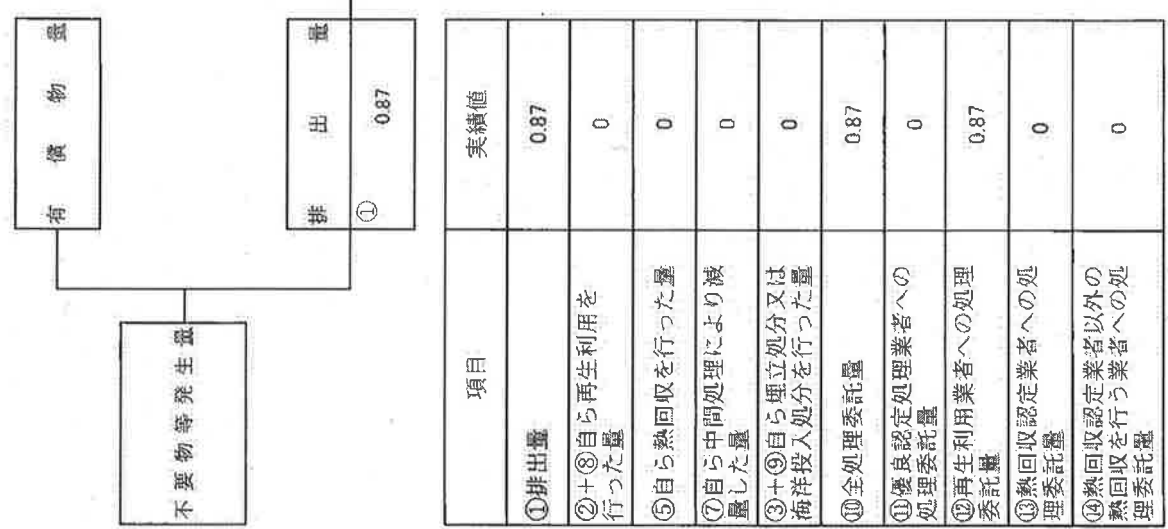 有償物量
不要物等発生量
排出量
①
0.87
項目
実績値
①排出量
0.87
②+⑧自ら再生利用を
行った量
0
⑤自ら熱回収を行った量
0
⑦自ら中間処理により減
量した量
0
③+⑨自ら埋立処分又は
海洋投入処分を行った量
0
⑩全処理委託量
0.87
⑪優良認定処理業者への
処理委託量
0
⑫再生利用業者への処理
委託量
0.87
⑬熱回収認定業者への処
理委託量
0
⑭熱回収認定業者以外の
熱回収を行う業者への処
理委託量
0